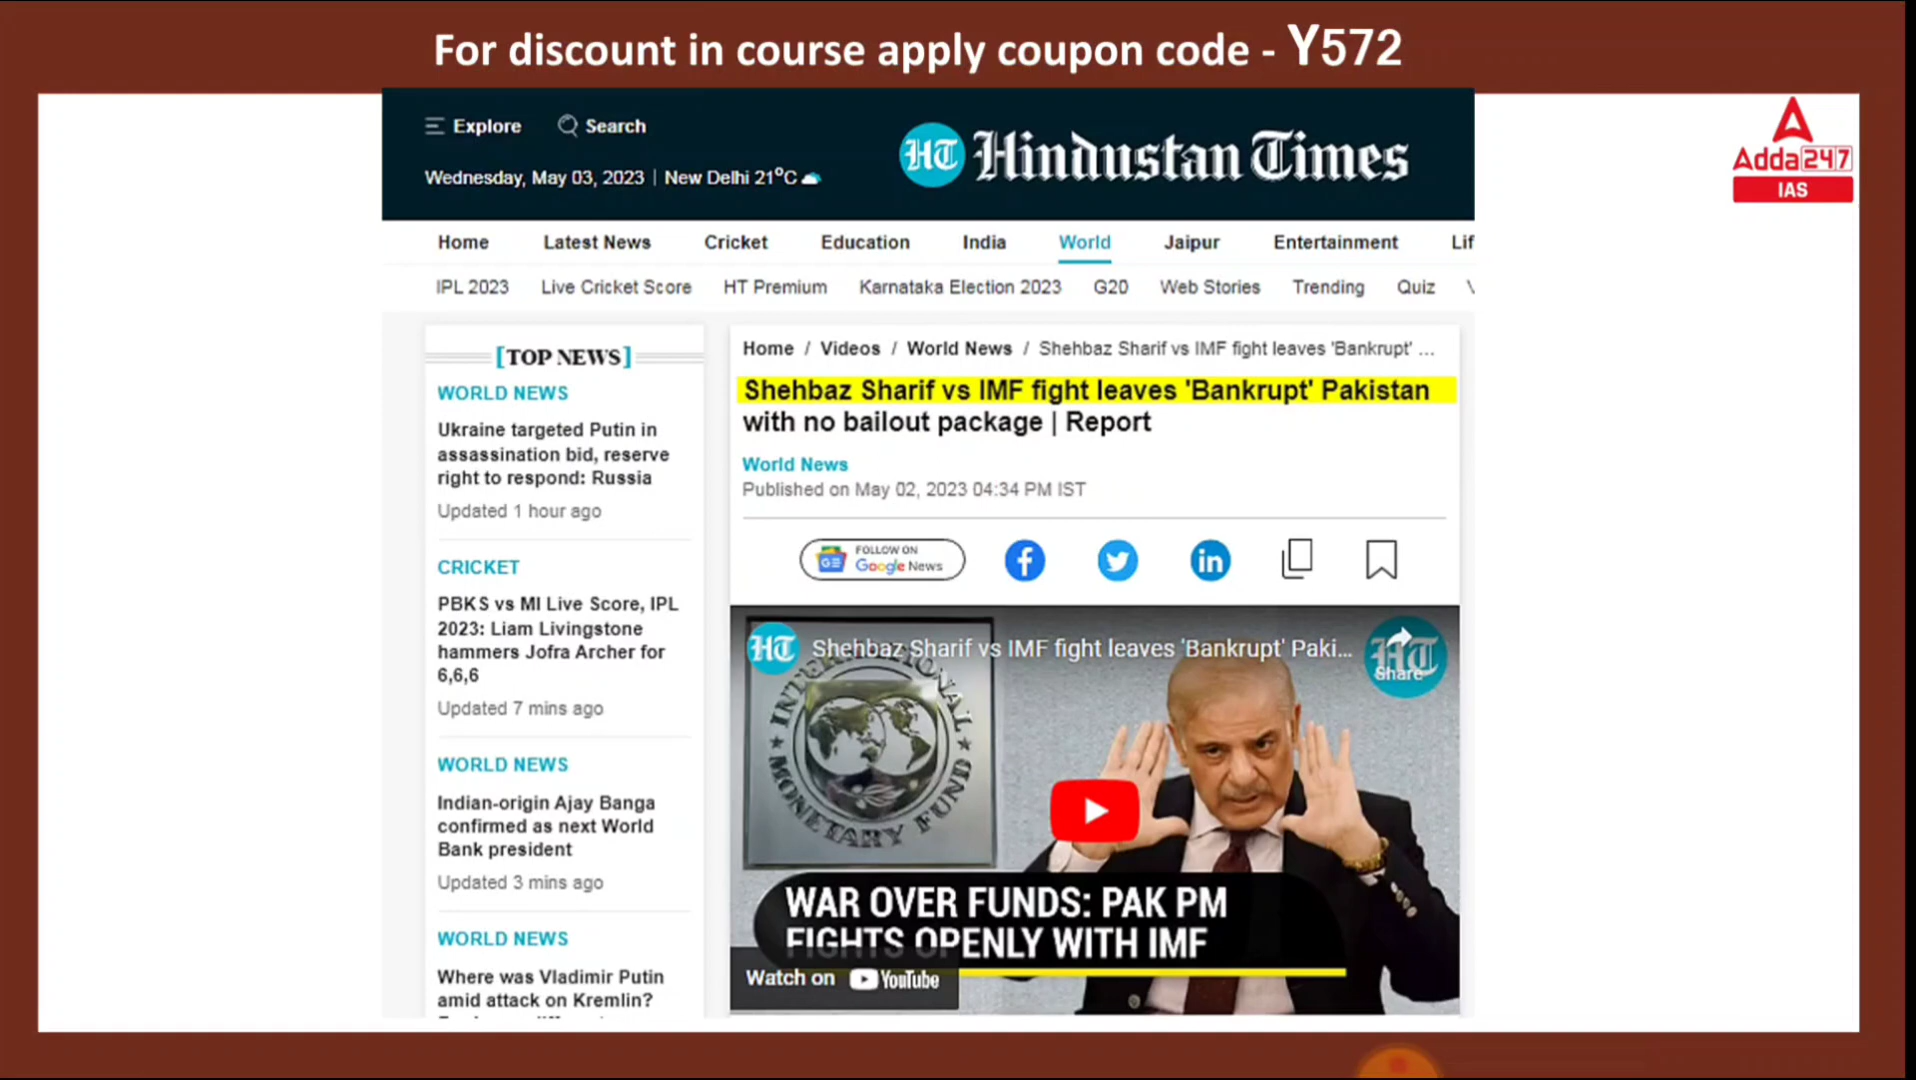 For discount in course apply coupon code - Y572
Adda247
IAS
Explore Search
Wednesday, May 03, 2023 | New Delhi 21°C
HT Hindustan Times
Home Latest News Cricket Education India World Jaipur Entertainment Lif
IPL 2023 Live Cricket Score HT Premium Karnataka Election 2023 G20 Web Stories Trending Quiz
[TOP NEWS]
WORLD NEWS
Ukraine targeted Putin in
assassination bid, reserve
right to respond: Russia
Updated 1 hour ago
CRICKET
PBKS vs MI Live Score, IPL
2023: Liam Livingstone
hammers Jofra Archer for
6,6,6
Updated 7 mins ago
WORLD NEWS
Indian-origin Ajay Banga
confirmed as next World
Bank president
Updated 3 mins ago
WORLD NEWS
Where was Vladimir Putin
amid attack on Kremlin?
Home / Videos / World News / Shehbaz Sharif vs IMF fight leaves 'Bankrupt' ...
Shehbaz Sharif vs IMF fight leaves 'Bankrupt' Pakistan
with no bailout package | Report
World News
Published on May 02, 2023 04:34 PM IST
FOLLOW ON
Google News
HT Shehbaz Sharif vs IMF fight leaves 'Bankrupt' Paki...
HT
Share
INTERNATIONAL
MONETARY FUND
WAR OVER FUNDS: PAK PM
FIGHTS OPENLY WITH IMF
Watch on YouTube